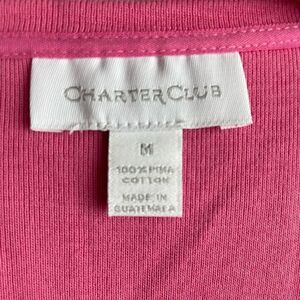 CHARTER CLUB
M
100% PIMA
COTTON
MADE IN
GUATEMALA